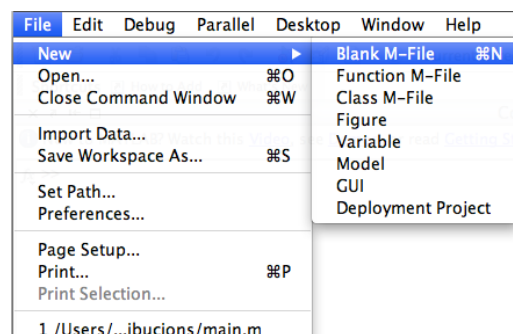 File Edit Debug Parallel Desktop Window Help
New ▶
Open... ⌘O
Close Command Window ⌘W
Import Data...
Save Workspace As... ⌘S
Set Path...
Preferences...
Page Setup...
Print... ⌘P
Print Selection...
1 /Users/...ibucions/main.m
Blank M-File ⌘N
Function M-File
Class M-File
Figure
Variable
Model
GUI
Deployment Project